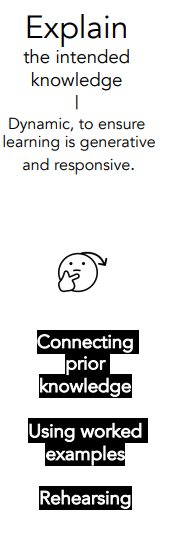 Explain
the intended
knowledge
|
Dynamic, to ensure
learning is generative
and responsive.
Connecting
prior
knowledge
Using worked
examples
Rehearsing